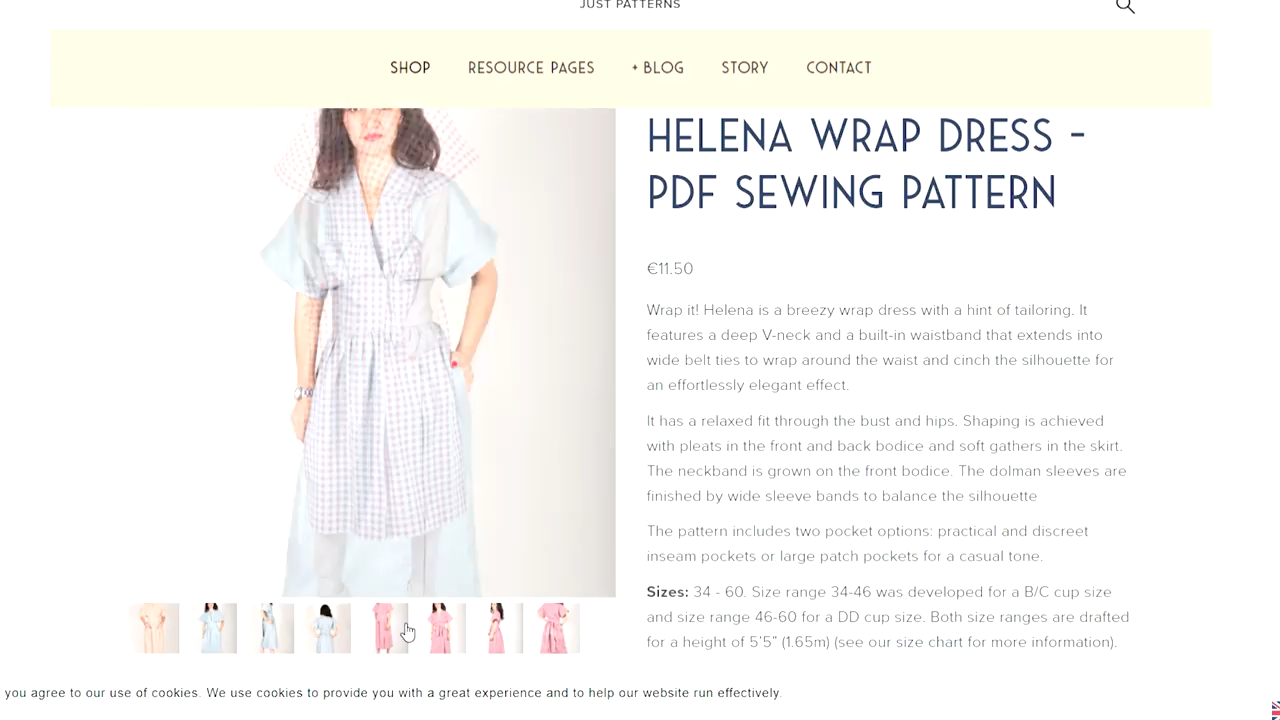 JUST PATTERNS
SHOP RESOURCE PAGES + BLOG STORY CONTACT
HELENA WRAP DRESS -
PDF SEWING PATTERN
€11.50
Wrap it! Helena is a breezy wrap dress with a hint of tailoring. It
features a deep V-neck and a built-in waistband that extends into
wide belt ties to wrap around the waist and cinch the silhouette for
an effortlessly elegant effect.
It has a relaxed fit through the bust and hips. Shaping is achieved
with pleats in the front and back bodice and soft gathers in the skirt.
The neckband is grown on the front bodice. The dolman sleeves are
finished by wide sleeve bands to balance the silhouette
The pattern includes two pocket options: practical and discreet
inseam pockets or large patch pockets for a casual tone.
Sizes: 34 - 60. Size range 34-46 was developed for a B/C cup size
and size range 46-60 for a DD cup size. Both size ranges are drafted
for a height of 5'5” (1.65m) (see our size chart for more information).
you agree to our use of cookies. We use cookies to provide you with a great experience and to help our website run effectively.